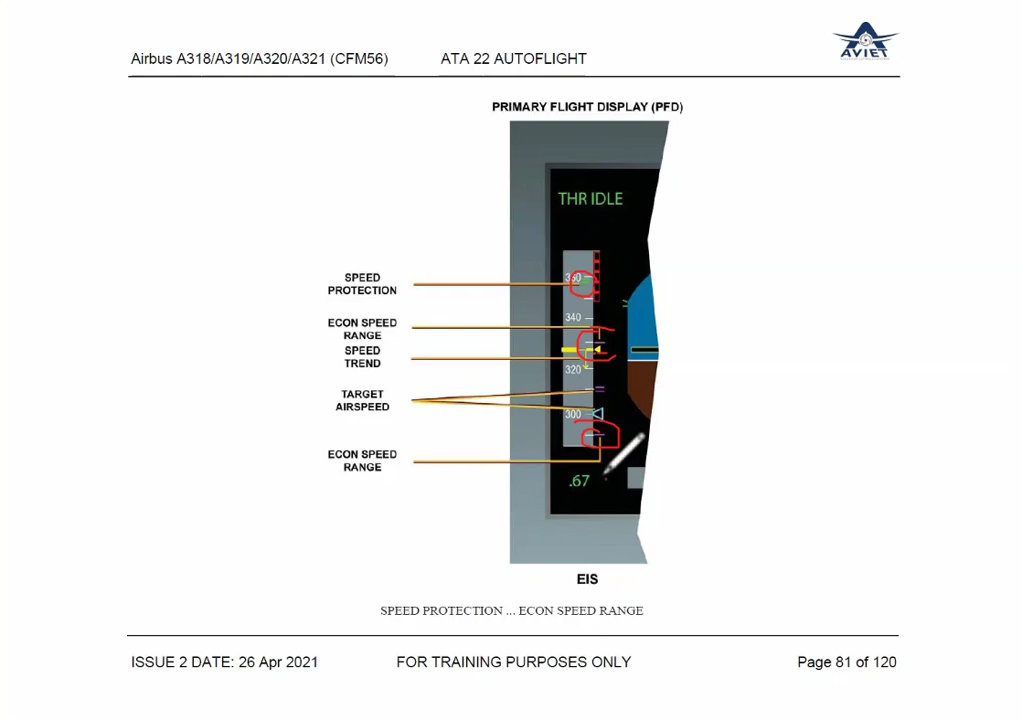 Airbus A318/A319/A320/A321 (CFM56) ATA 22 AUTOFLIGHT
AVIET
PRIMARY FLIGHT DISPLAY (PFD)
THR IDLE
SPEED
PROTECTION
ECON SPEED
RANGE
SPEED
TREND
TARGET
AIRSPEED
ECON SPEED
RANGE
340
320
300
.67
EIS
SPEED PROTECTION ... ECON SPEED RANGE
ISSUE 2 DATE: 26 Apr 2021 FOR TRAINING PURPOSES ONLY Page 81 of 120